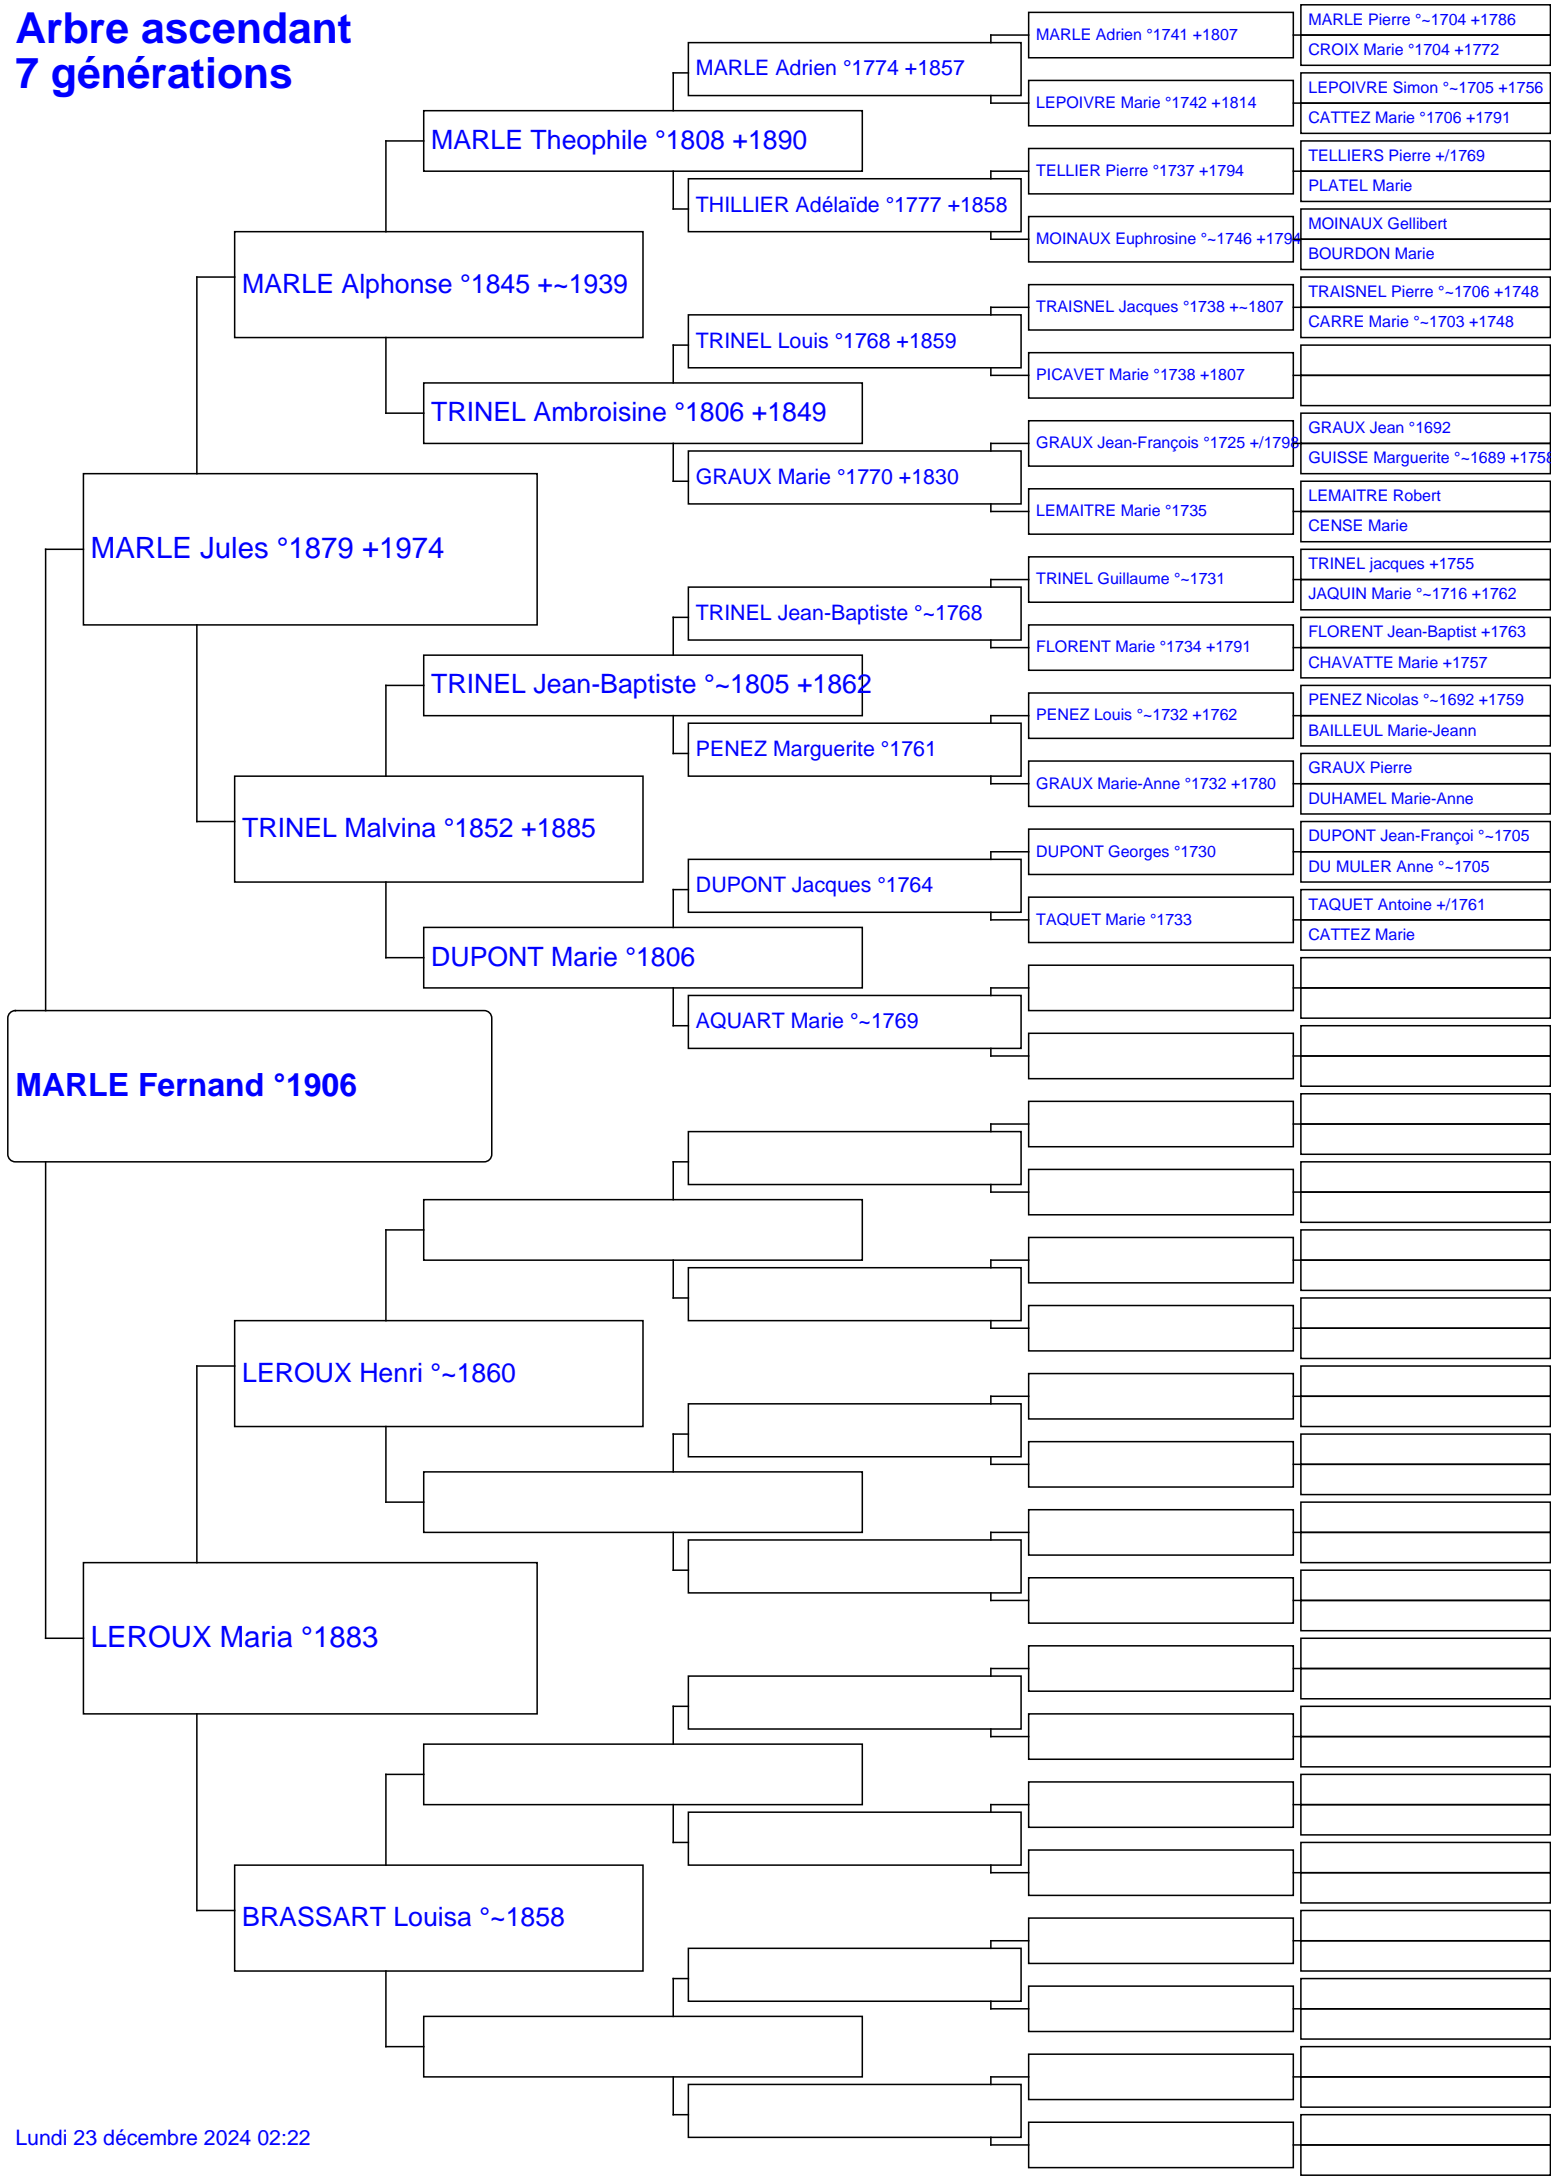 Arbre ascendant
7 générations
MARLE Fernand °1906
MARLE Jules °1879 +1974
LEROUX Maria °1883
MARLE Alphonse °1845 +~1939
TRINEL Malvina °1852 +1885
LEROUX Henri °~1860
BRASSART Louisa °~1858
MARLE Theophile °1808 +1890
TRINEL Ambroisine °1806 +1849
TRINEL Jean-Baptiste °~1805 +1862
DUPONT Marie °1806
MARLE Adrien °1774 +1857
THILLIER Adélaïde °1777 +1858
TRINEL Louis °1768 +1859
GRAUX Marie °1770 +1830
TRINEL Jean-Baptiste °~1768
PENEZ Marguerite °1761
DUPONT Jacques °1764
AQUART Marie °~1769
MARLE Adrien °1741 +1807
LEPOIVRE Marie °1742 +1814
TELLIER Pierre °1737 +1794
MOINAUX Euphrosine °~1746 +1794
TRAISNEL Jacques °1738 +~1807
PICAVET Marie °1738 +1807
GRAUX Jean-François °1725 +/1798
LEMAITRE Marie °1735
TRINEL Guillaume °~1731
FLORENT Marie °1734 +1791
PENEZ Louis °~1732 +1762
GRAUX Marie-Anne °1732 +1780
DUPONT Georges °1730
TAQUET Marie °1733
MARLE Pierre °~1704 +1786
CROIX Marie °1704 +1772
LEPOIVRE Simon °~1705 +1756
CATTEZ Marie °1706 +1791
TELLIERS Pierre +/1769
PLATEL Marie
MOINAUX Gellibert
BOURDON Marie
TRAISNEL Pierre °~1706 +1748
CARRE Marie °~1703 +1748
GRAUX Jean °1692
GUISSE Marguerite °~1689 +1758
LEMAITRE Robert
CENSE Marie
TRINEL jacques +1755
JAQUIN Marie °~1716 +1762
FLORENT Jean-Baptist +1763
CHAVATTE Marie +1757
PENEZ Nicolas °~1692 +1759
BAILLEUL Marie-Jeann
GRAUX Pierre
DUHAMEL Marie-Anne
DUPONT Jean-Françoi °~1705
DU MULER Anne °~1705
TAQUET Antoine +/1761
CATTEZ Marie
Lundi 23 décembre 2024 02:22